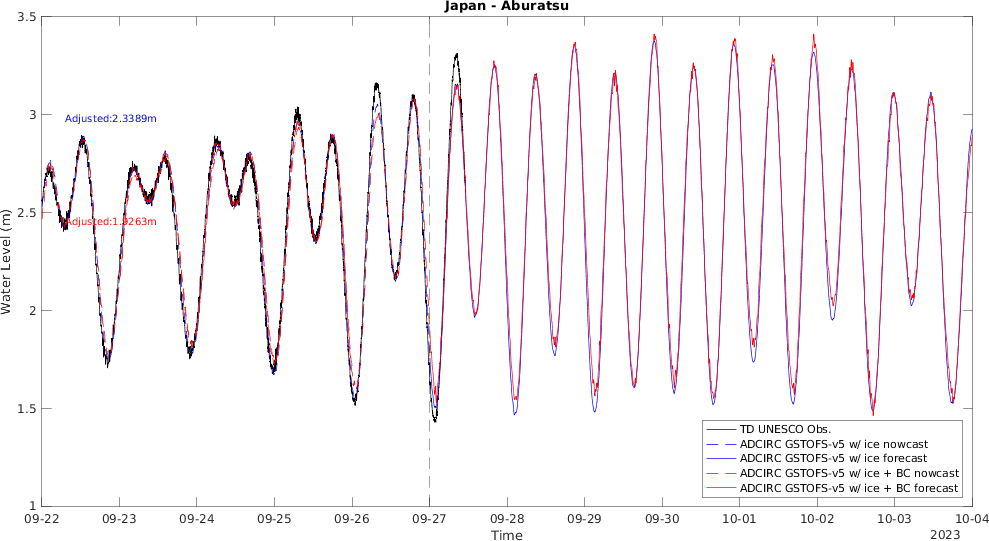 Japan - Aburatsu
3.5
3
2.5
2
1.5
1
Water Level (m)
Adjusted:2.3389m
Adjusted:1.9263m
TD UNESCO Obs.
ADCIRC GSTOFS-v5 w/ ice nowcast
ADCIRC GSTOFS-v5 w/ ice forecast
ADCIRC GSTOFS-v5 w/ ice + BC nowcast
ADCIRC GSTOFS-v5 w/ ice + BC forecast
09-22 09-23 09-24 09-25 09-26 09-27 09-28 09-29 09-30 10-01 10-02 10-03 10-04
Time 2023